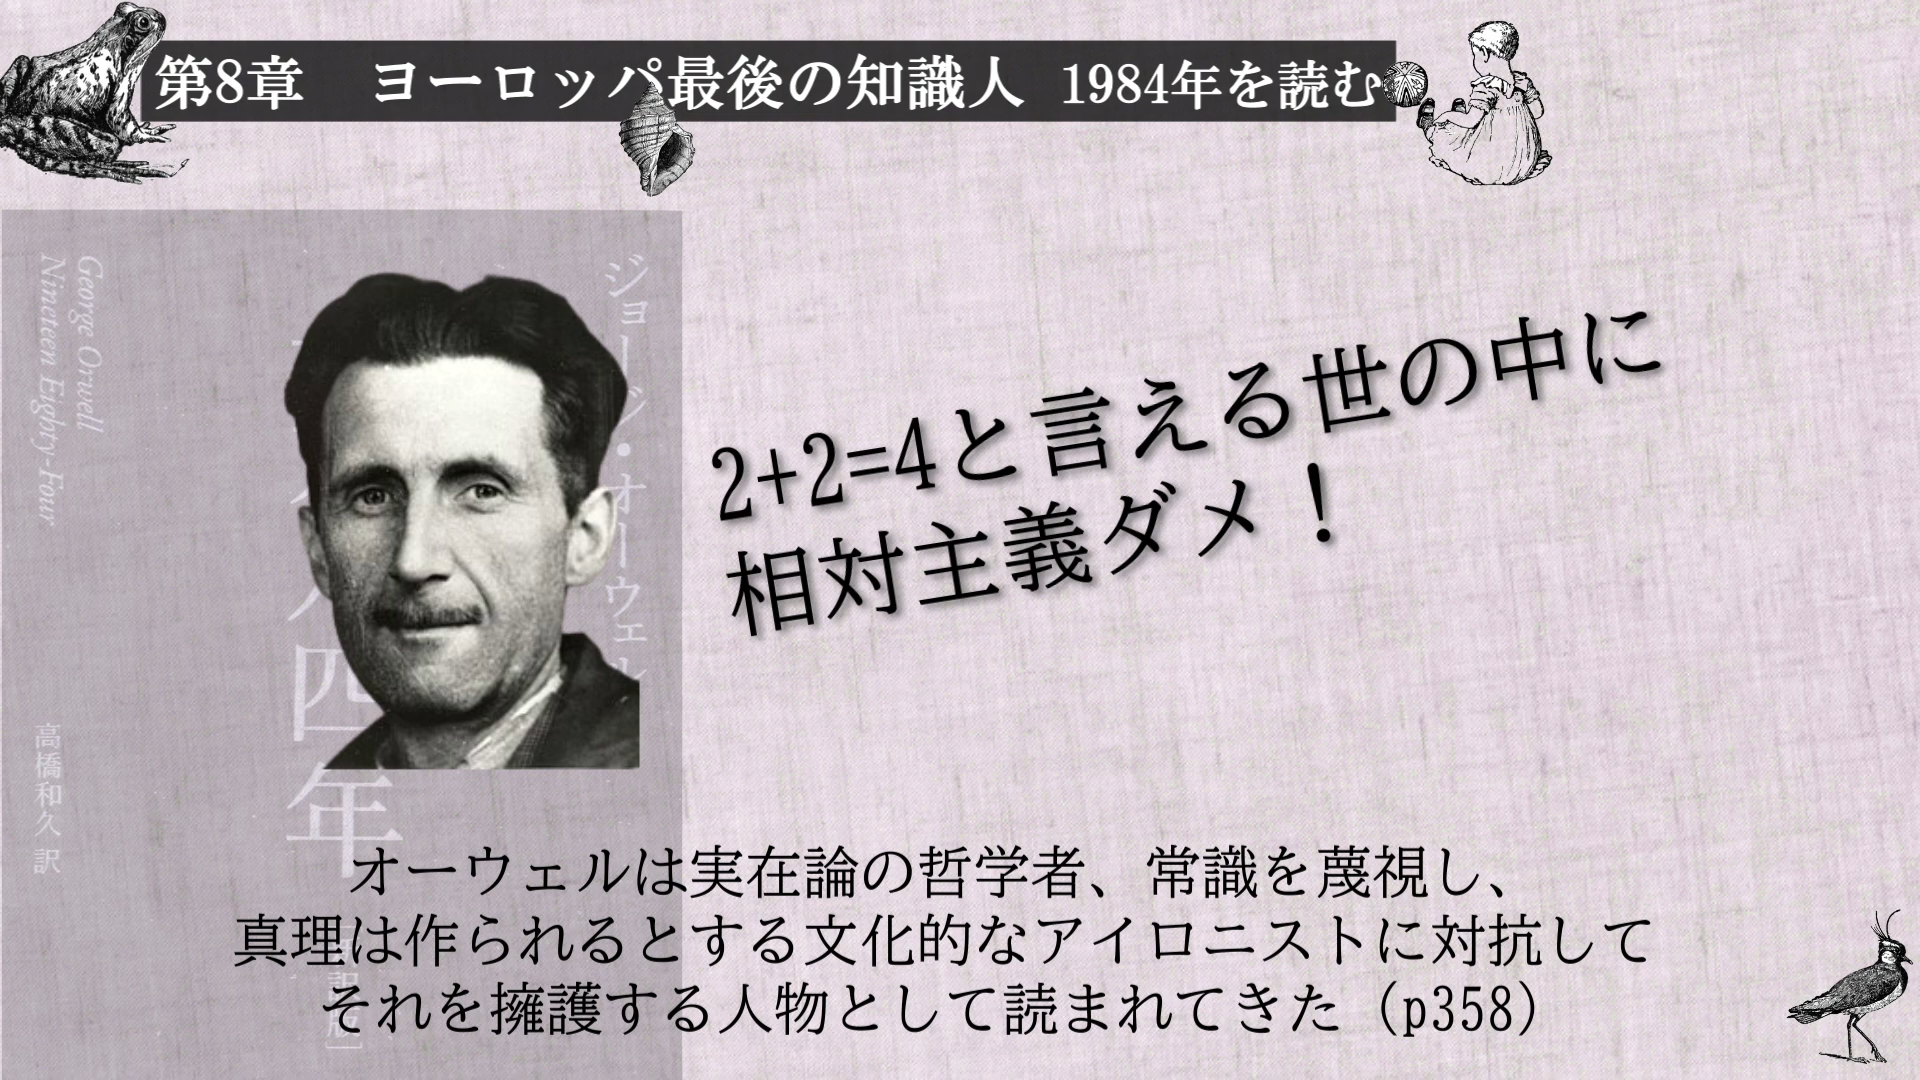 第8章　ヨーロッパ最後の知識人 1984年を読む
George Orwell
Nineteen Eighty-Four
ジョージ・オーウェル
四年
高橋和久 訳
2+2=4と言える世の中に
相対主義ダメ！
オーウェルは実在論の哲学者、常識を蔑視し、
真理は作られるとする文化的なアイロニストに対抗して
それを擁護する人物として読まれてきた（p358）